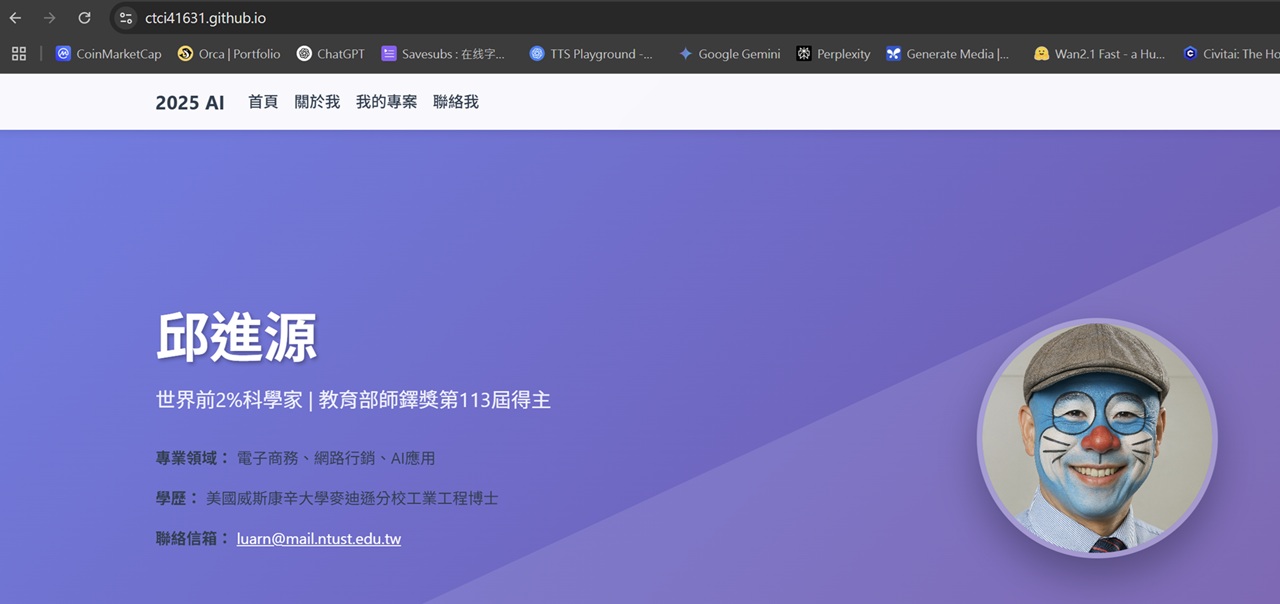 ctci41631.github.io
CoinMarketCap Orca | Portfolio ChatGPT Savesubs : 在线字... TTS Playground -... Google Gemini Perplexity Generate Media |... Wan2.1 Fast - a Hu... Civitai: The Ho
2025 AI 首頁 關於我 我的專案 聯絡我
邱進源
世界前2%科學家 | 教育部師鐸獎第113屆得主
專業領域： 電子商務、網路行銷、AI應用
學歷： 美國威斯康辛大學麥迪遜分校工業工程博士
聯絡信箱： luarn@mail.ntust.edu.tw